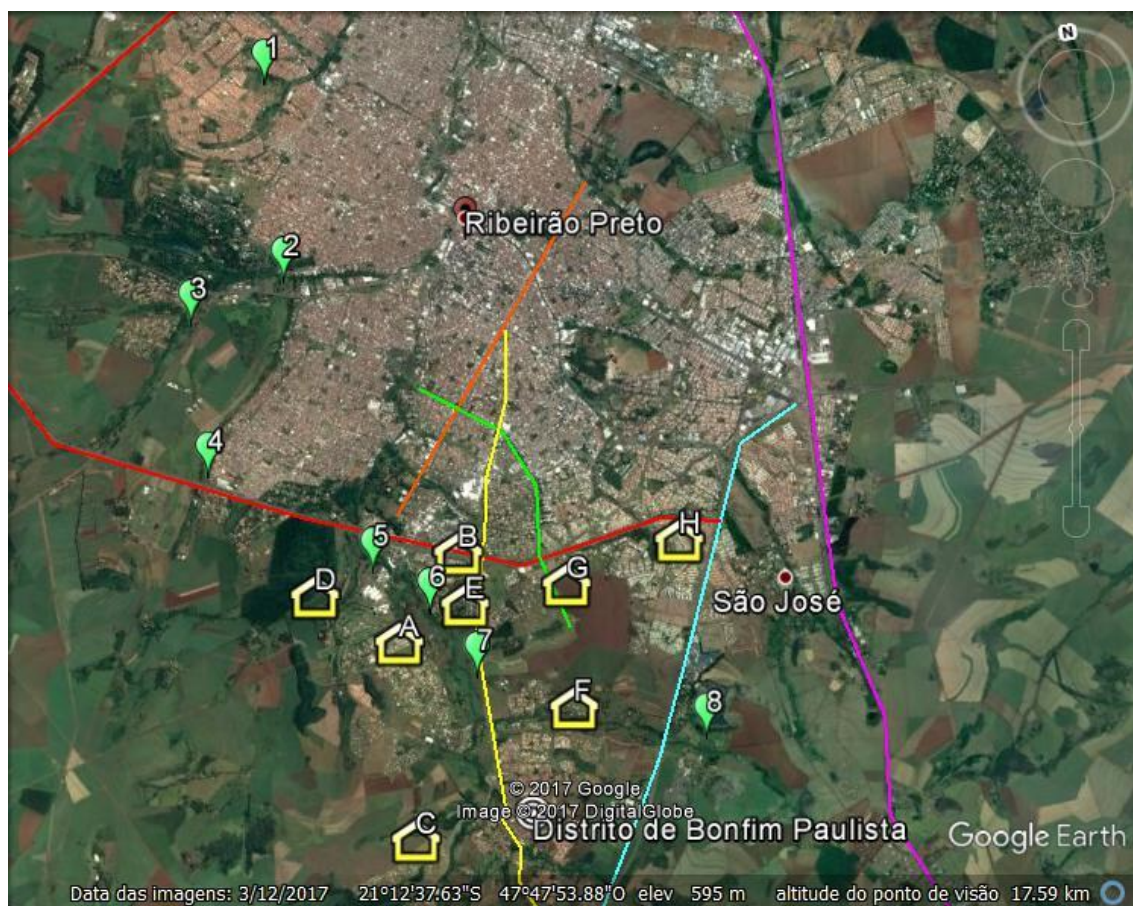 1
N
Ribeirão Preto
2
3
4
5
B
H
6
D
E
G
São José
A
7
F
8
© 2017 Google
Image © 2017 DigitalGlobe
C
Distrito de Bonfim Paulista
Google Earth
Data das imagens: 3/12/2017 21°12'37.63"S 47°47'53.88"O elev 595 m altitude do ponto de visão 17.59 km